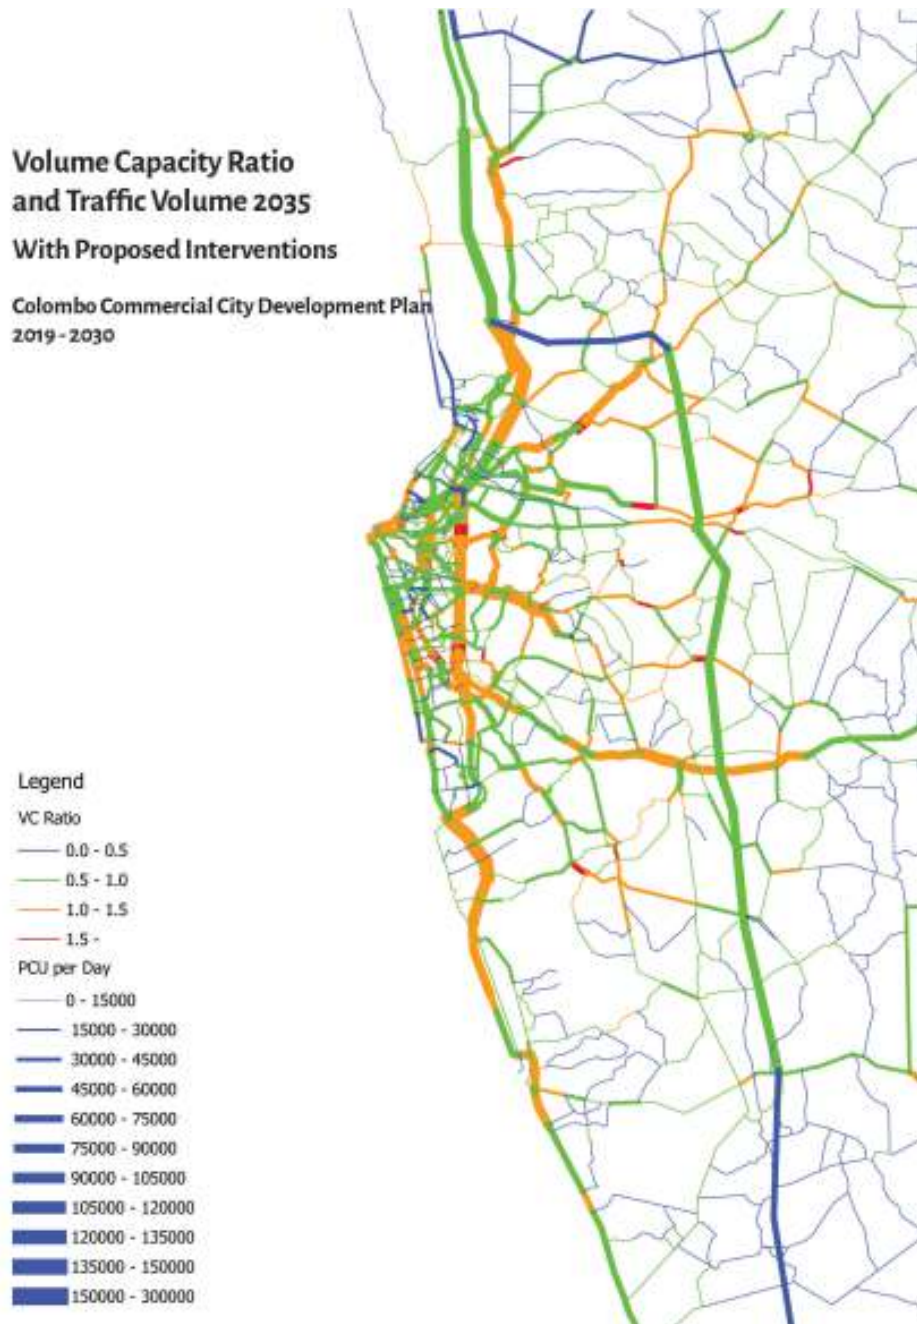 Volume Capacity Ratio
and Traffic Volume 2035
With Proposed Interventions
Colombo Commercial City Development Plan
2019 - 2030
Legend
VC Ratio
0.0 - 0.5
0.5 - 1.0
1.0 - 1.5
1.5 -
PCU per Day
0 - 15000
15000 - 30000
30000 - 45000
45000 - 60000
60000 - 75000
75000 - 90000
90000 - 105000
105000 - 120000
120000 - 135000
135000 - 150000
150000 - 300000